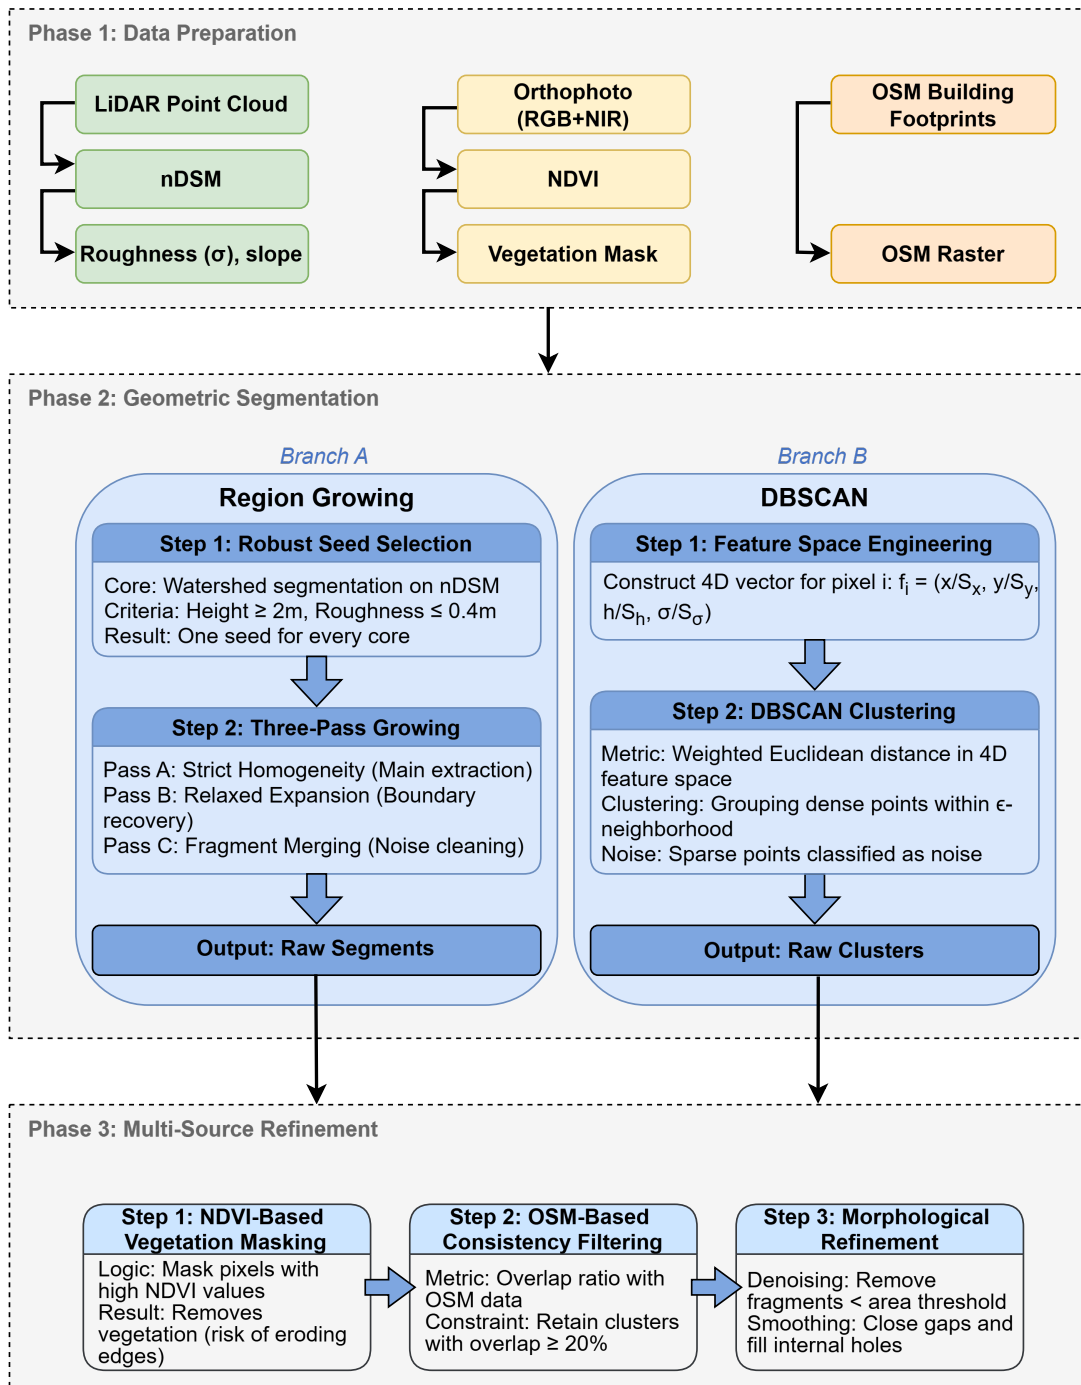 Phase 1: Data Preparation
LiDAR Point Cloud
nDSM
Roughness (σ), slope
Orthophoto
(RGB+NIR)
NDVI
Vegetation Mask
OSM Building
Footprints
OSM Raster
Phase 2: Geometric Segmentation
Branch A
Region Growing
Step 1: Robust Seed Selection
Core: Watershed segmentation on nDSM
Criteria: Height ≥ 2m, Roughness ≤ 0.4m
Result: One seed for every core
Step 2: Three-Pass Growing
Pass A: Strict Homogeneity (Main extraction)
Pass B: Relaxed Expansion (Boundary
recovery)
Pass C: Fragment Merging (Noise cleaning)
Output: Raw Segments
Branch B
DBSCAN
Step 1: Feature Space Engineering
Construct 4D vector for pixel i: f_i = (x/S_x, y/S_y,
h/S_h, σ/S_σ)
Step 2: DBSCAN Clustering
Metric: Weighted Euclidean distance in 4D
feature space
Clustering: Grouping dense points within ϵ-
neighborhood
Noise: Sparse points classified as noise
Output: Raw Clusters
Phase 3: Multi-Source Refinement
Step 1: NDVI-Based
Vegetation Masking
Logic: Mask pixels with
high NDVI values
Result: Removes
vegetation (risk of eroding
edges)
Step 2: OSM-Based
Consistency Filtering
Metric: Overlap ratio with
OSM data
Constraint: Retain clusters
with overlap ≥ 20%
Step 3: Morphological
Refinement
Denoising: Remove
fragments < area threshold
Smoothing: Close gaps and
fill internal holes